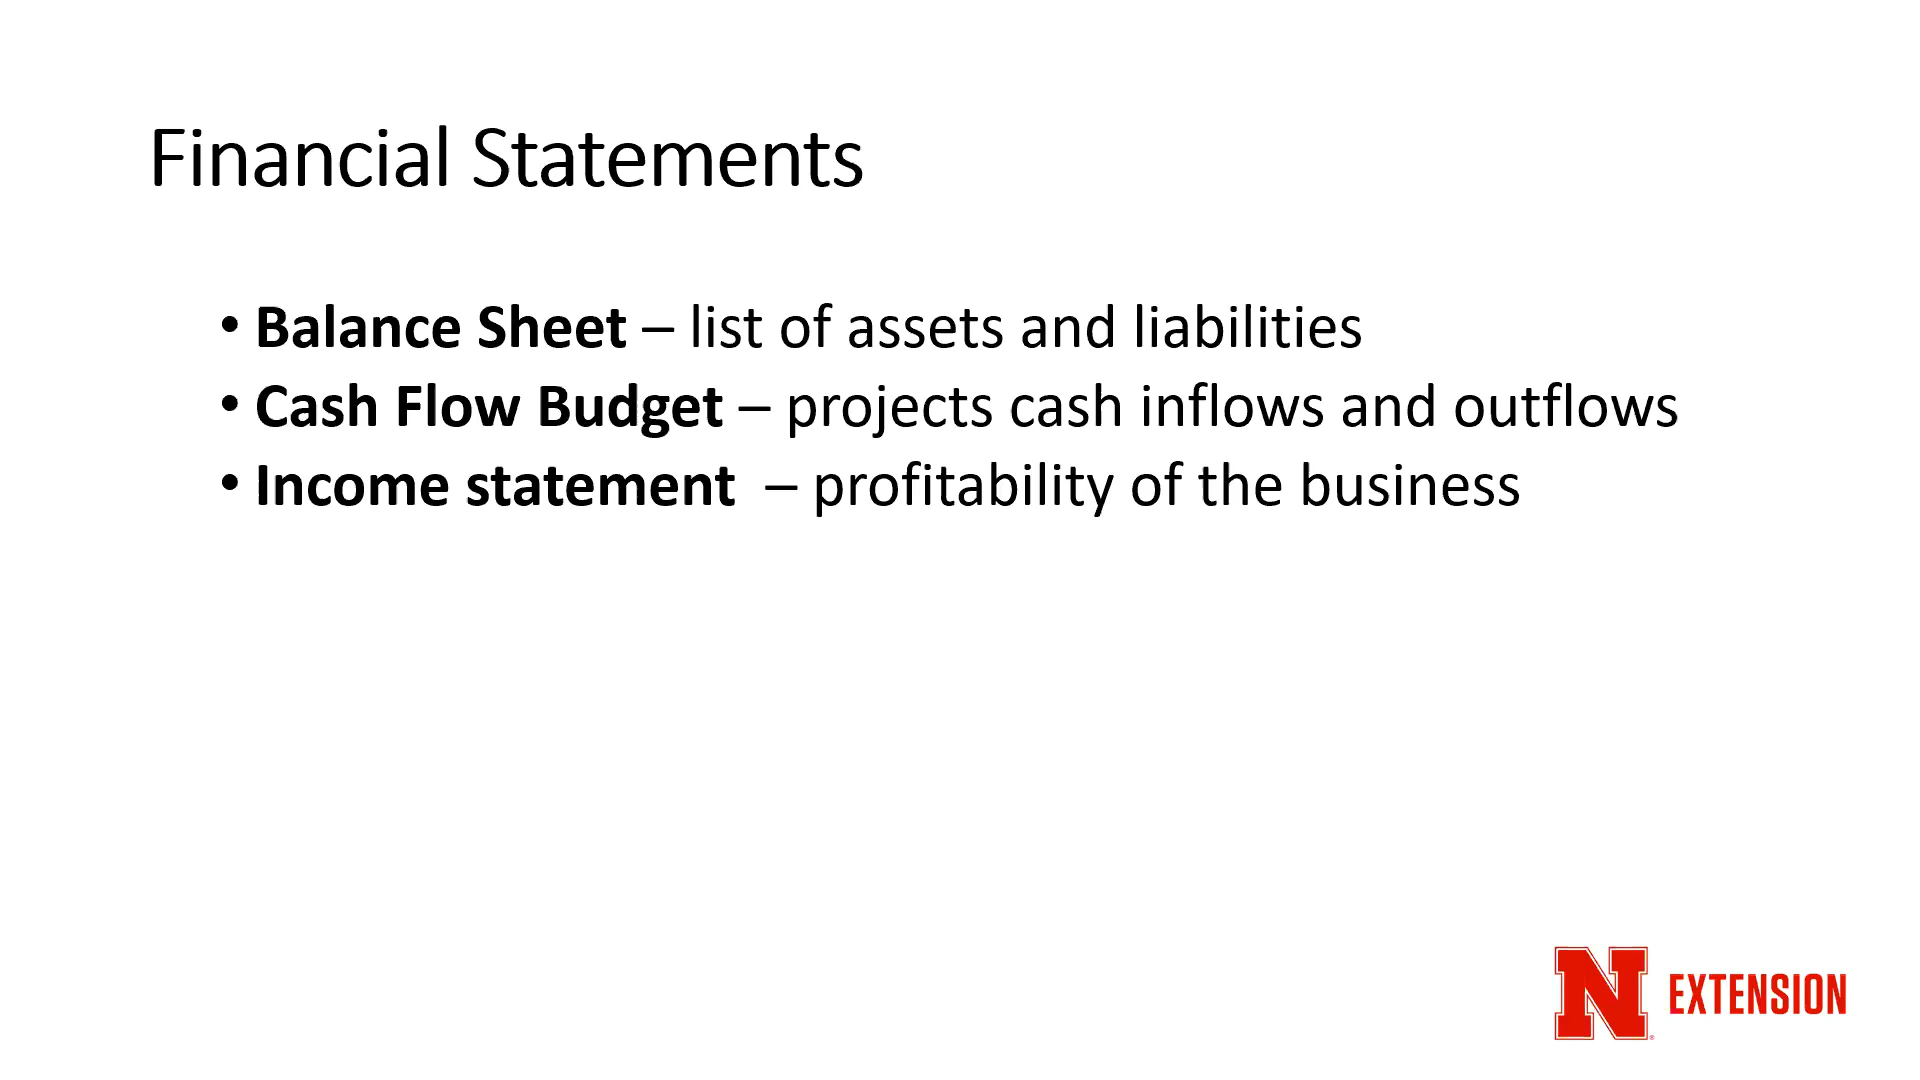 Financial Statements
• Balance Sheet – list of assets and liabilities
• Cash Flow Budget – projects cash inflows and outflows
• Income statement  – profitability of the business
N EXTENSION